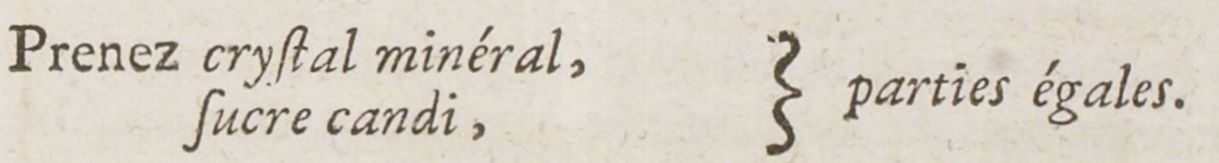 Prenez cryſtal minéral,
ſucre candi, } parties égales.